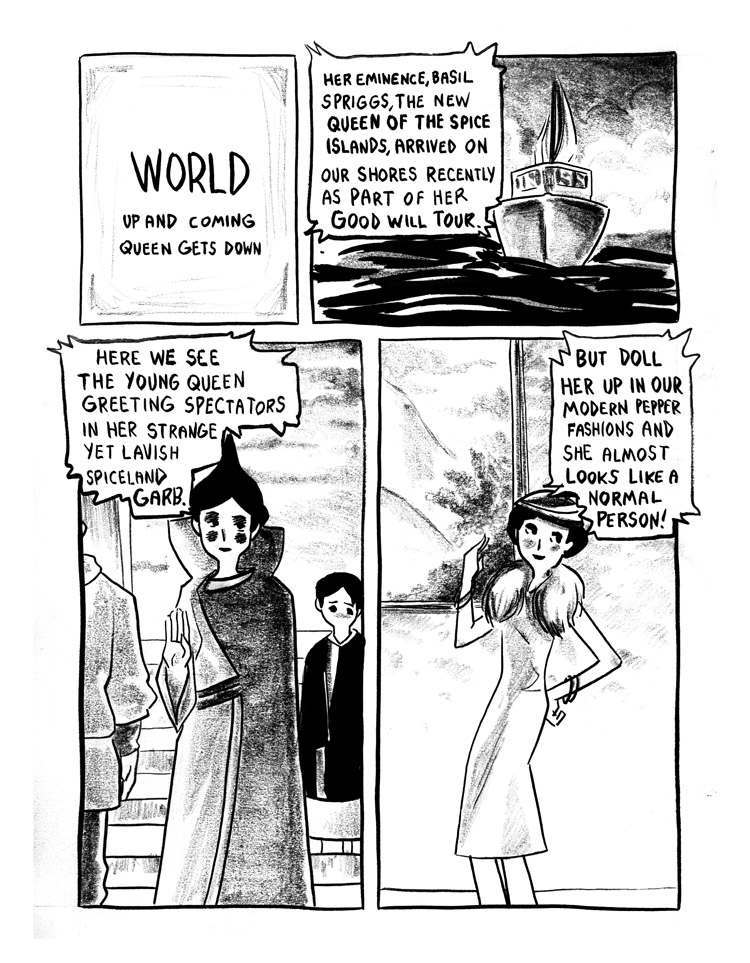 WORLD
UP AND COMING
QUEEN GETS DOWN
HER EMINENCE, BASIL
SPRIGGS, THE NEW
QUEEN OF THE SPICE
ISLANDS, ARRIVED ON
OUR SHORES RECENTLY
AS PART OF HER
GOOD WILL TOUR.
HERE WE SEE
THE YOUNG QUEEN
GREETING SPECTATORS
IN HER STRANGE
YET LAVISH
SPICELAND
GARB.
BUT DOLL
HER UP IN OUR
MODERN PEPPER
FASHIONS AND
SHE ALMOST
LOOKS LIKE A
NORMAL
PERSON!